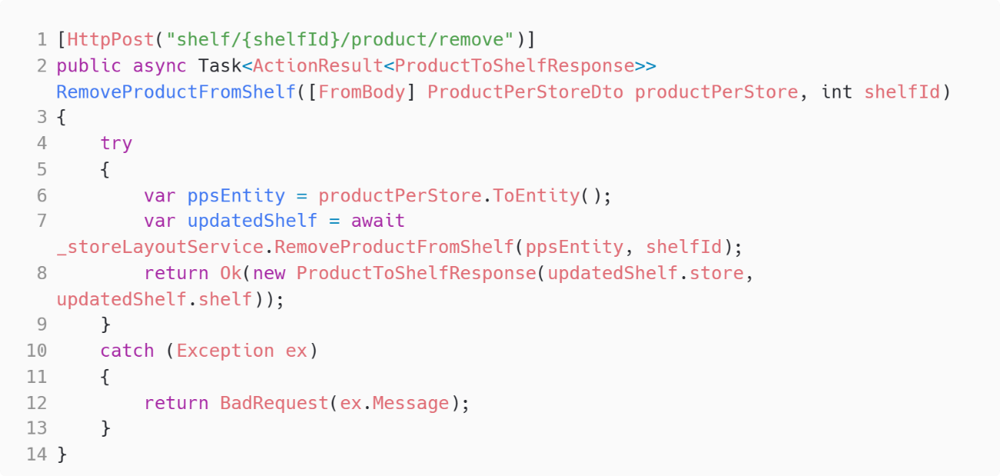 1 [HttpPost("shelf/{shelfId}/product/remove")]
2 public async Task<ActionResult<ProductToShelfResponse>>
RemoveProductFromShelf([FromBody] ProductPerStoreDto productPerStore, int shelfId)
3 {
4     try
5     {
6         var ppsEntity = productPerStore.ToEntity();
7         var updatedShelf = await
_storeLayoutService.RemoveProductFromShelf(ppsEntity, shelfId);
8         return Ok(new ProductToShelfResponse(updatedShelf.store,
updatedShelf.shelf));
9     }
10     catch (Exception ex)
11     {
12         return BadRequest(ex.Message);
13     }
14 }